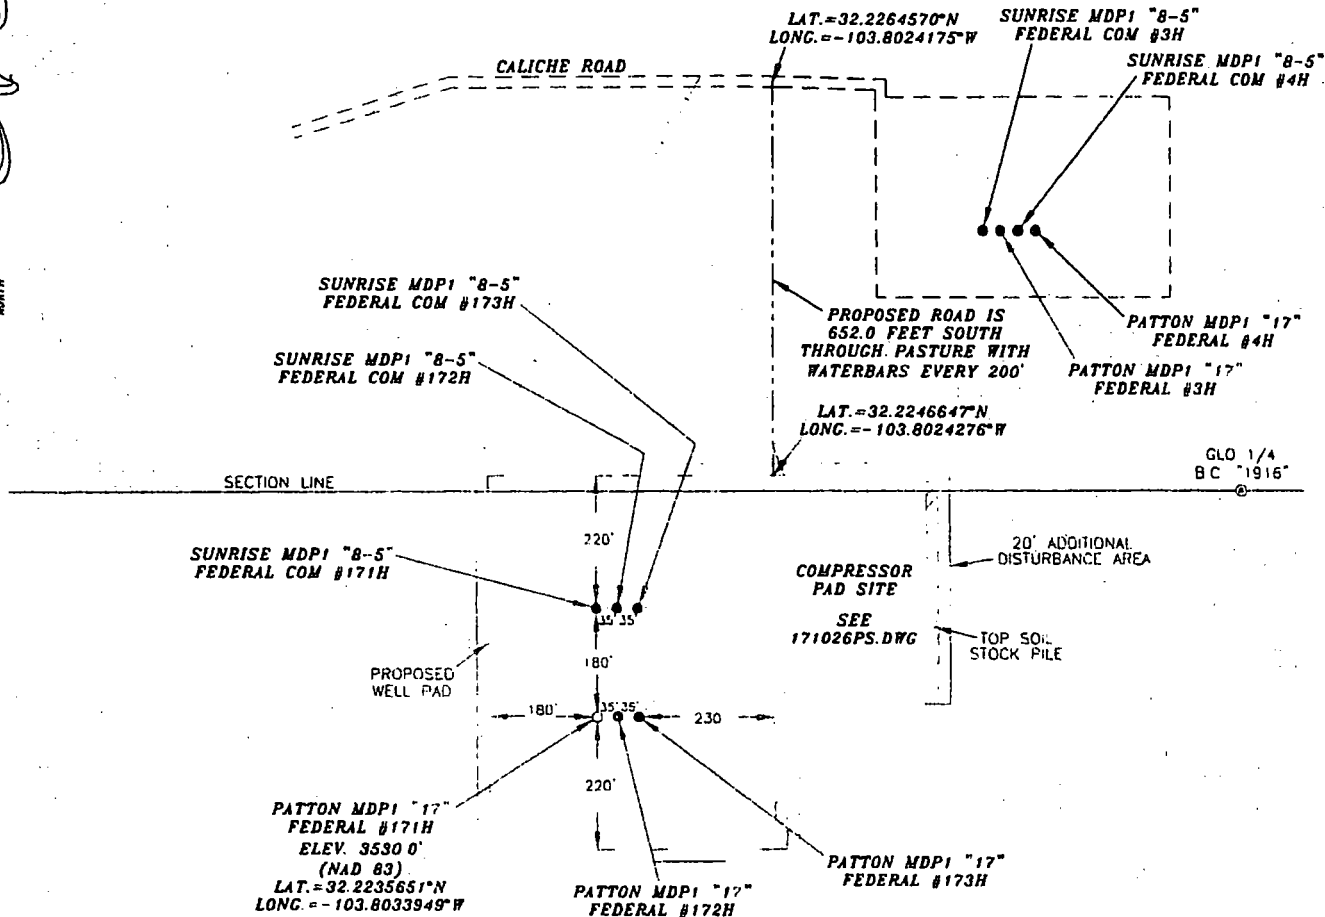 LAT.=32.2264570°N
LONG.=-103.8024175°W
SUNRISE MDP1 "8-5"
FEDERAL COM #3H
SUNRISE MDP1 "8-5"
FEDERAL COM #4H
CALICHE ROAD
NORTH
SUNRISE MDP1 "8-5"
FEDERAL COM #173H
PROPOSED ROAD IS
652.0 FEET SOUTH
THROUGH PASTURE WITH
WATERBARS EVERY 200'
PATTON MDP1 "17"
FEDERAL #4H
PATTON MDP1 "17"
FEDERAL #3H
SUNRISE MDP1 "8-5"
FEDERAL COM #172H
LAT.=32.2246647°N
LONG.=-103.8024276°W
GLO 1/4
BC "1916"
SECTION LINE
220'
SUNRISE MDP1 "8-5"
FEDERAL COM #171H
20' ADDITIONAL
DISTURBANCE AREA
COMPRESSOR
PAD SITE
SEE
171026PS.DWG
35' 35'
TOP SOIL
STOCK PILE
180'
PROPOSED
WELL PAD
180'
35' 35'
230
220'
PATTON MDP1 "17"
FEDERAL #171H
ELEV. 3530 0'
(NAD 83)
LAT.=32.2235651°N
LONG.=-103.8033949°W
PATTON MDP1 "17"
FEDERAL #172H
PATTON MDP1 "17"
FEDERAL #173H